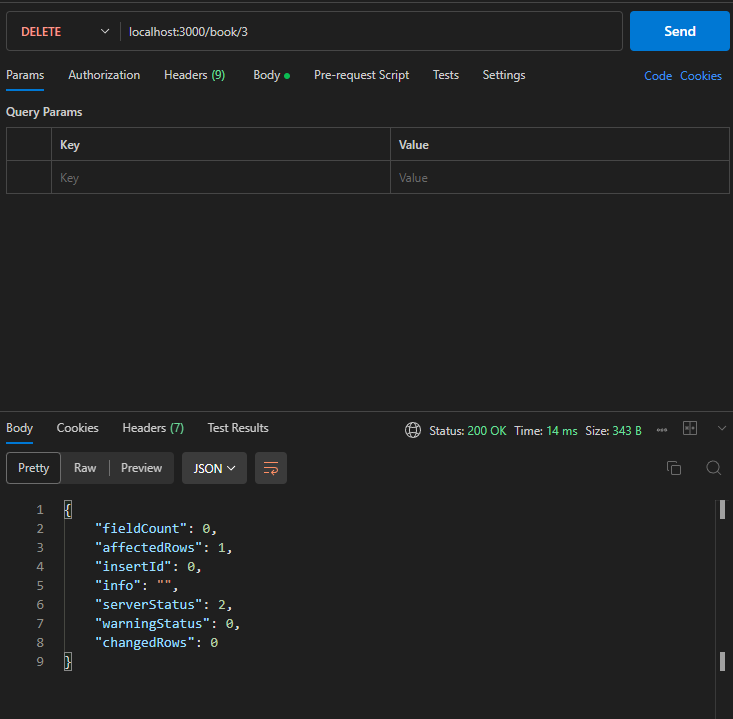 DELETE localhost:3000/book/3 Send
Params Authorization Headers (9) Body Pre-request Script Tests Settings Code Cookies
Query Params
Key Value
Key Value
Body Cookies Headers (7) Test Results Status: 200 OK Time: 14 ms Size: 343 B
Pretty Raw Preview JSON
1 {
2 "fieldCount": 0,
3 "affectedRows": 1,
4 "insertId": 0,
5 "info": "",
6 "serverStatus": 2,
7 "warningStatus": 0,
8 "changedRows": 0
9 }